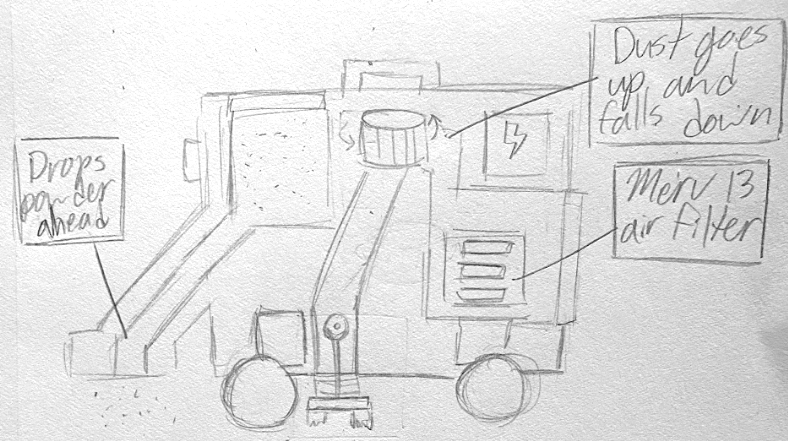 Dust goes
up, and
falls down
Drops
powder
ahead
Merv 13
air filter